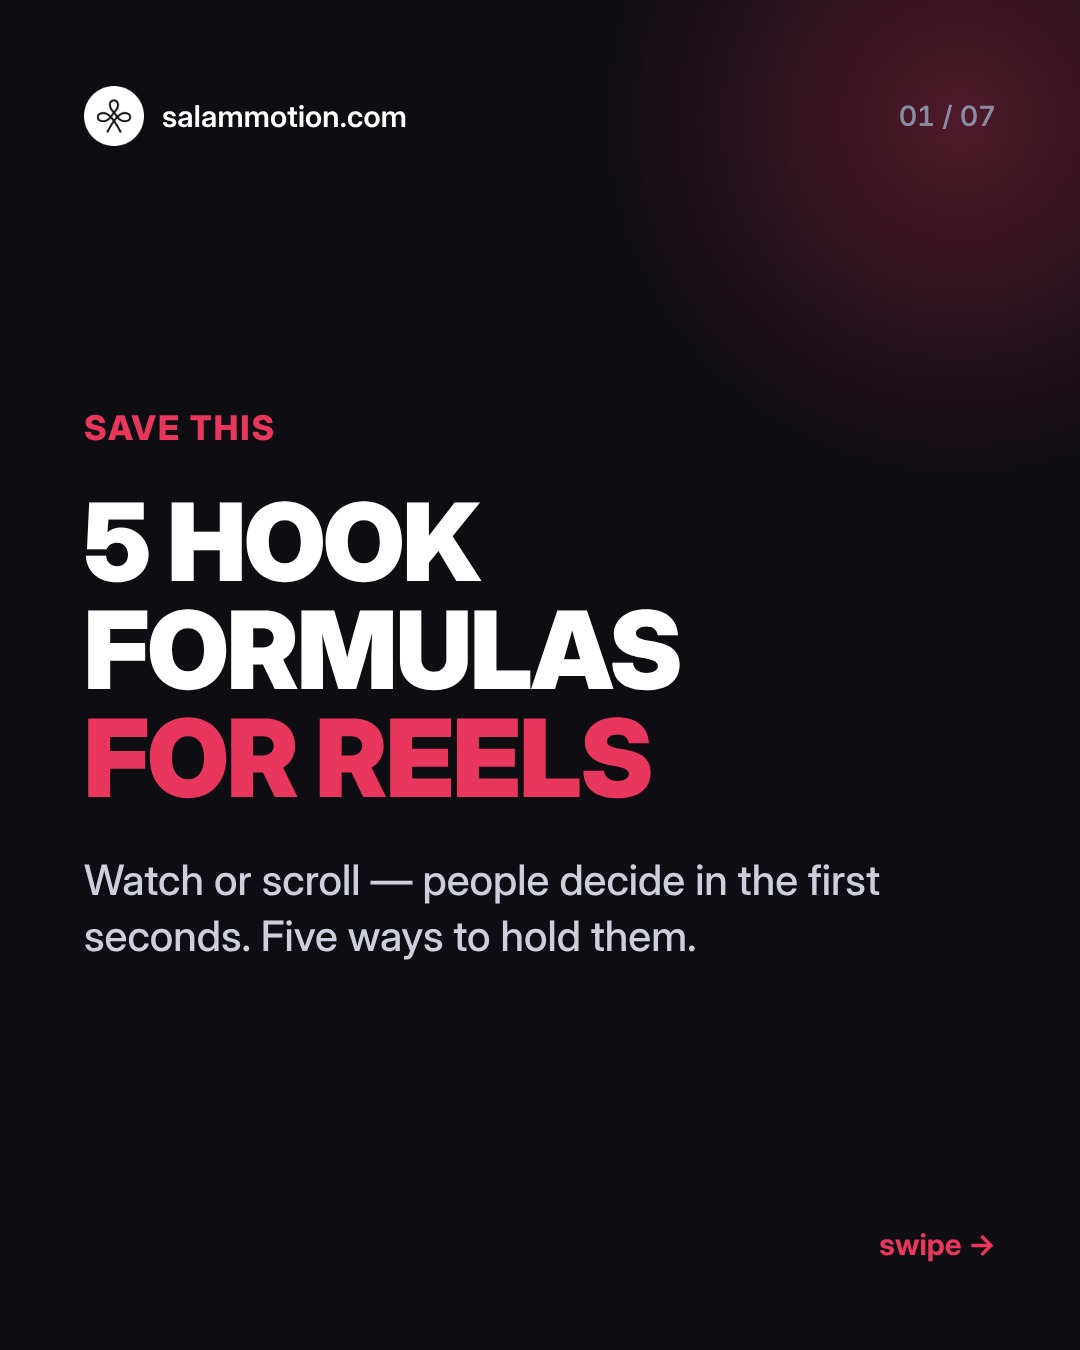 salammotion.com
01 / 07
SAVE THIS
5 HOOK
FORMULAS
FOR REELS
Watch or scroll — people decide in the first
seconds. Five ways to hold them.
swipe →